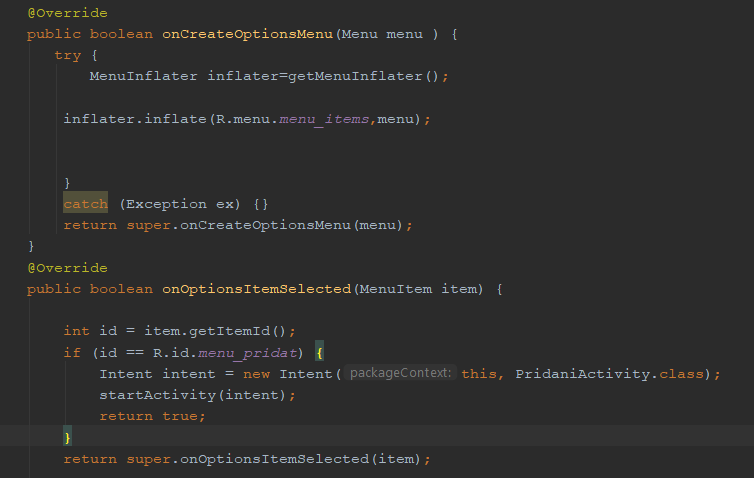 @Override
public boolean onCreateOptionsMenu(Menu menu ) {
try {
MenuInflater inflater=getMenuInflater();
inflater.inflate(R.menu.menu_items,menu);
}
catch (Exception ex) {}
return super.onCreateOptionsMenu(menu);
}
@Override
public boolean onOptionsItemSelected(MenuItem item) {
int id = item.getItemId();
if (id == R.id.menu_pridat) {
Intent intent = new Intent( packageContext: this, PridaniActivity.class);
startActivity(intent);
return true;
}
return super.onOptionsItemSelected(item);